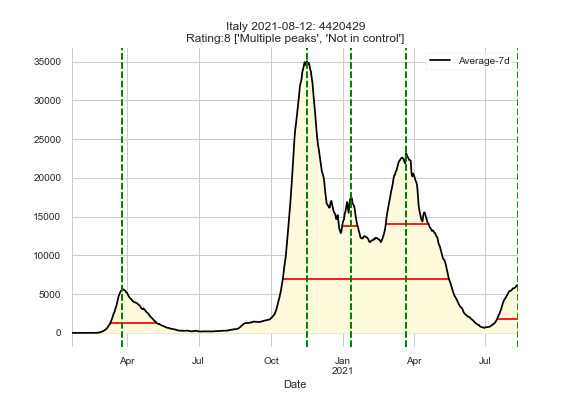 Italy 2021-08-12: 4420429
Rating:8 ['Multiple peaks', 'Not in control']
Average-7d
35000
30000
25000
20000
15000
10000
5000
0
Apr Jul Oct Jan Apr Jul
2021
Date